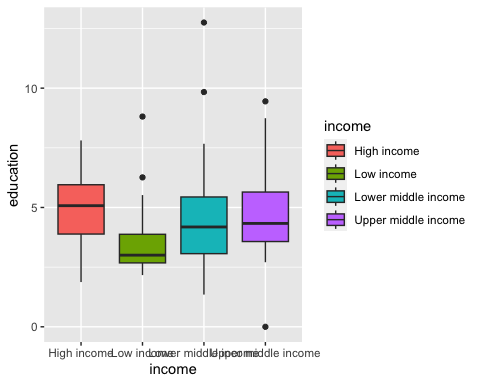 10
5
0
education
High income
Low income
Lower middle income
Upper middle income
income
income
High income
Low income
Lower middle income
Upper middle income